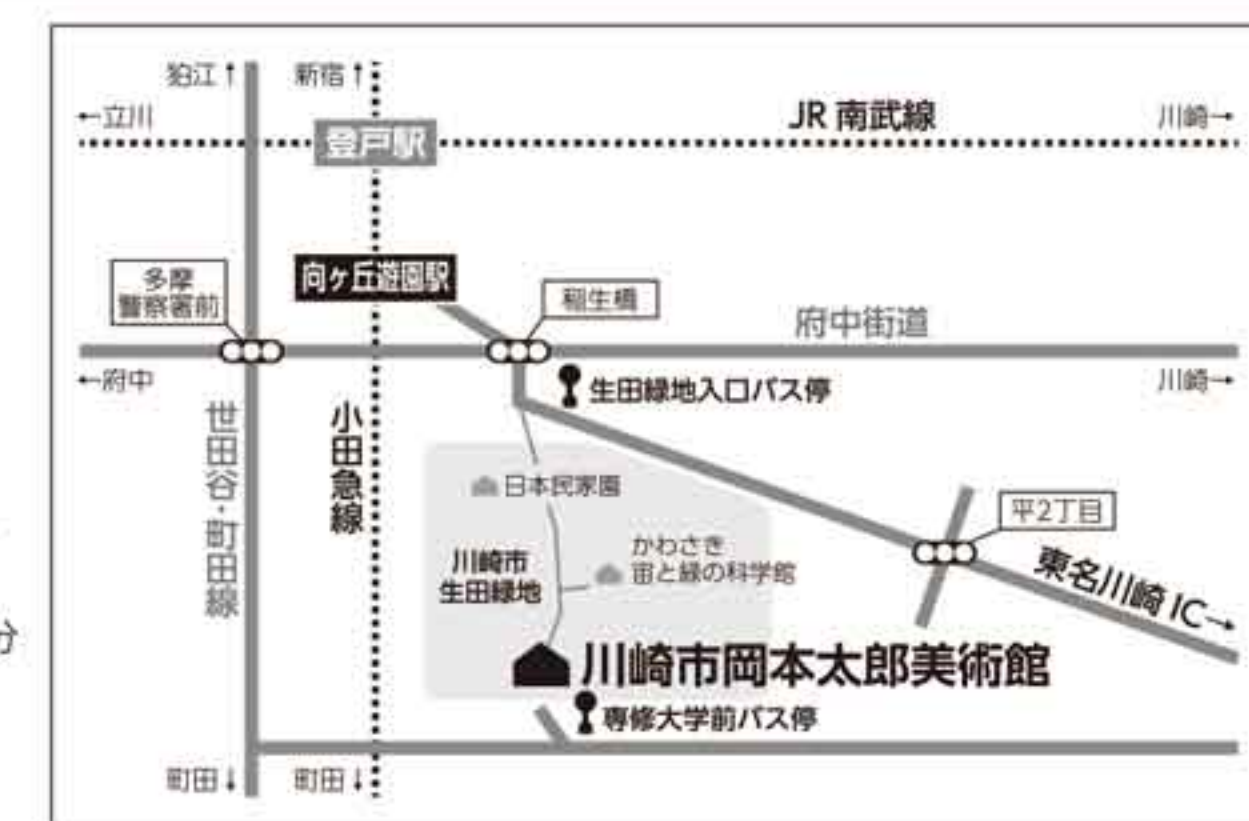 狛江↑
新宿↑
←立川
JR 南武線
川崎→
登戸駅
多摩
警察署前
向ヶ丘遊園駅
稲生橋
府中街道
←府中
川崎→
生田緑地入口バス停
世田谷・町田線
小田急線
日本民家園
平2丁目
かわさき
宙と緑の科学館
川崎市
生田緑地
東名川崎 IC→
分
川崎市岡本太郎美術館
専修大学前バス停
町田↓
町田↓